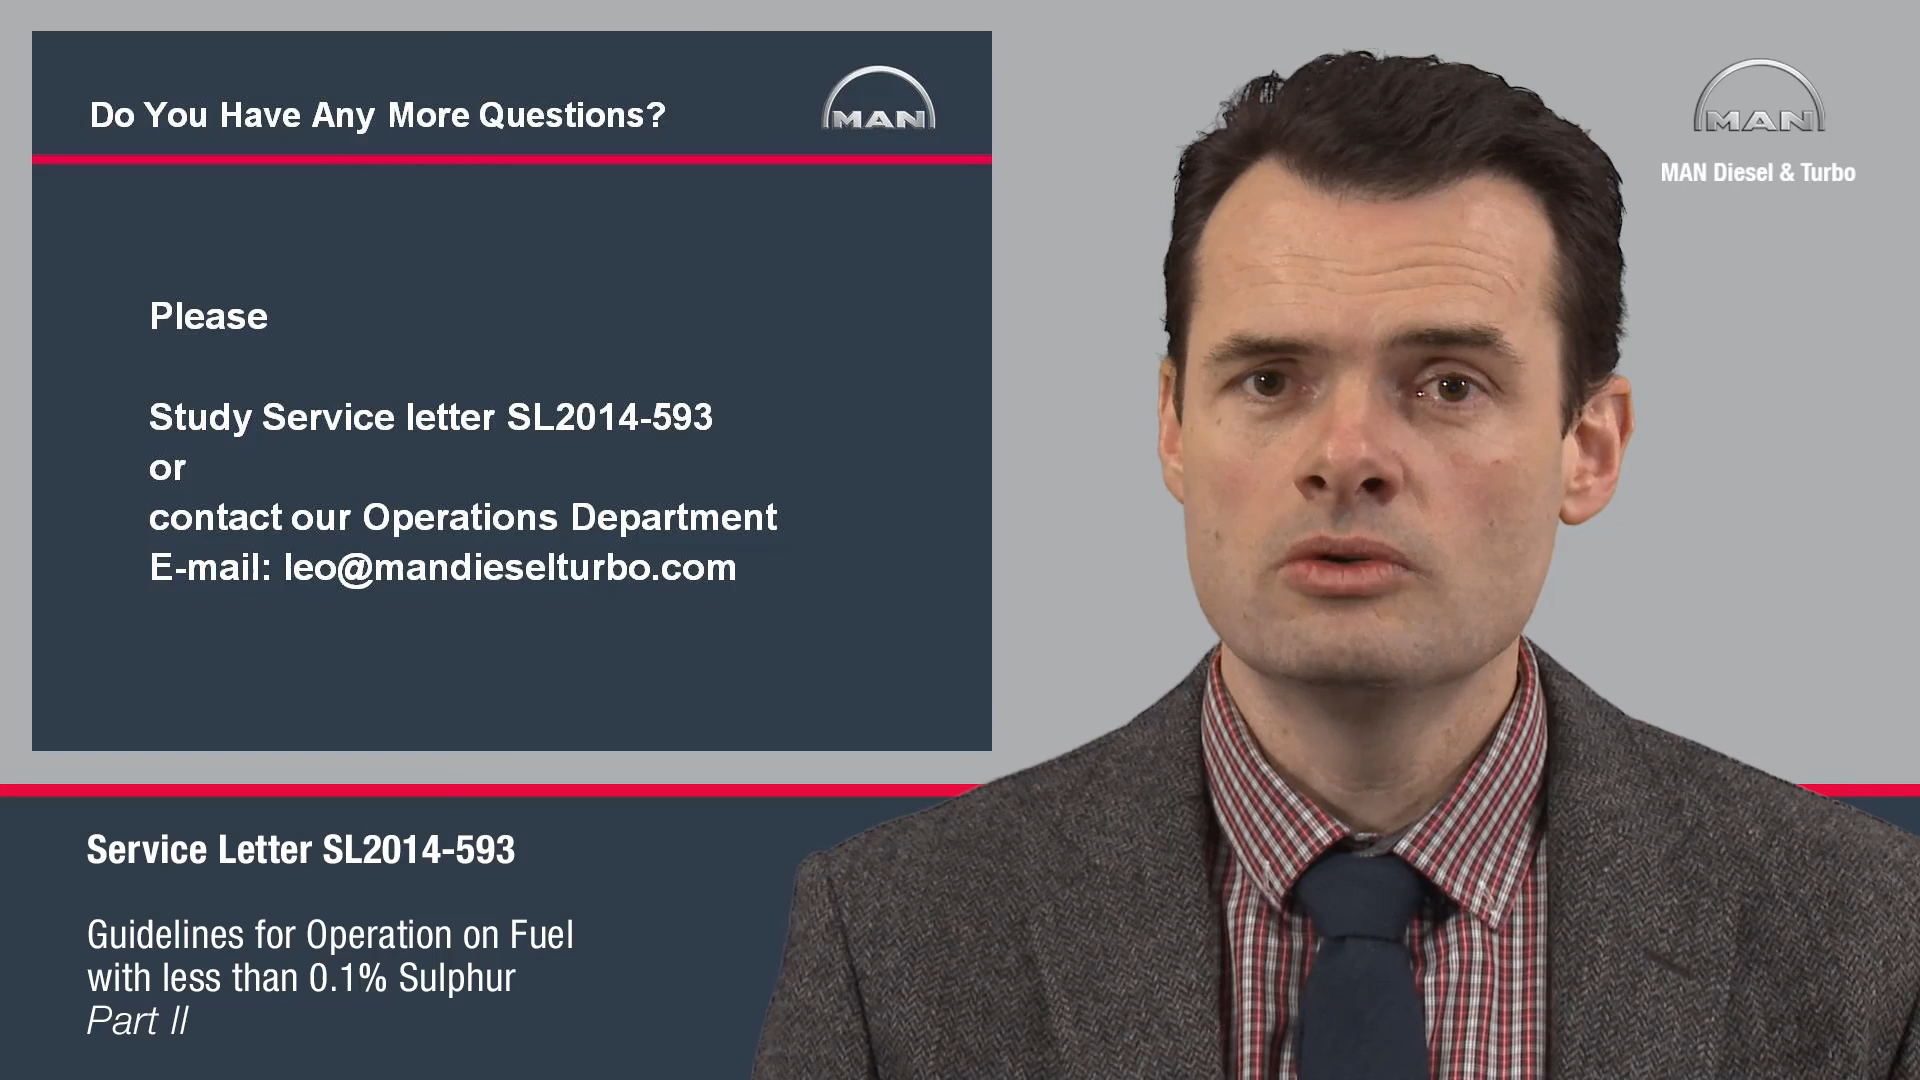 Do You Have Any More Questions?
MAN
Please
Study Service letter SL2014-593
or
contact our Operations Department
E-mail: leo@mandieselturbo.com
MAN
MAN Diesel & Turbo
Service Letter SL2014-593
Guidelines for Operation on Fuel
with less than 0.1% Sulphur
Part II